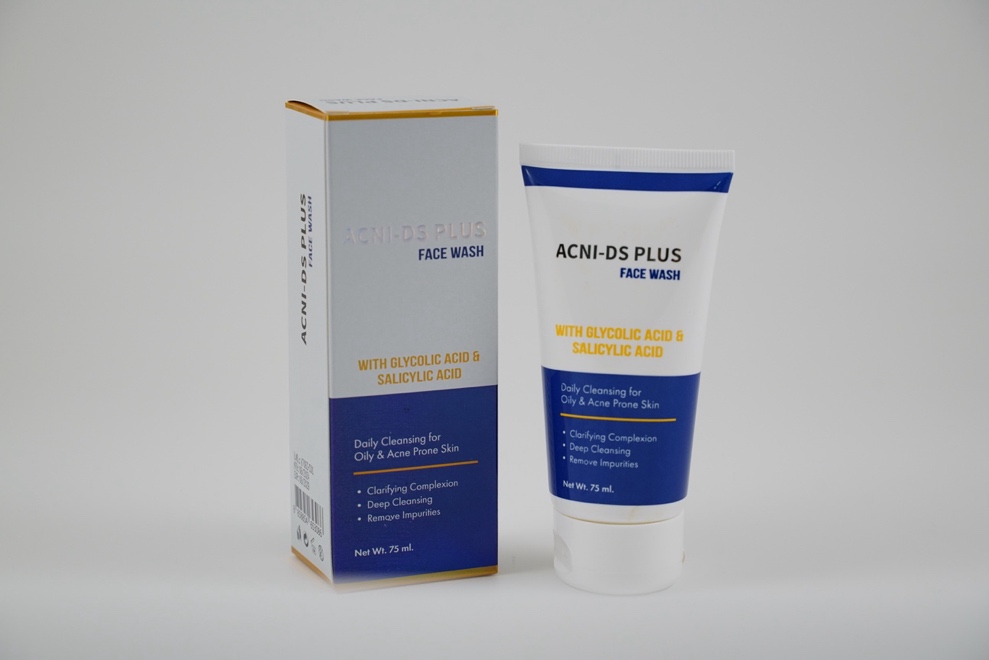 ACNI-DS PLUS
ACNI-DS PLUS
FACE WASH
ACNI-DS PLUS
FACE WASH
WITH GLYCOLIC ACID &
SALICYLIC ACID
Daily Cleansing for
Oily & Acne Prone Skin
• Clarifying Complexion
• Deep Cleansing
• Remove Impurities
Net Wt. 75 ml.
ACNI-DS PLUS
FACE WASH
WITH GLYCOLIC ACID &
SALICYLIC ACID
Daily Cleansing for
Oily & Acne Prone Skin
• Clarifying Complexion
• Deep Cleansing
• Remove Impurities
Net Wt. 75 ml.